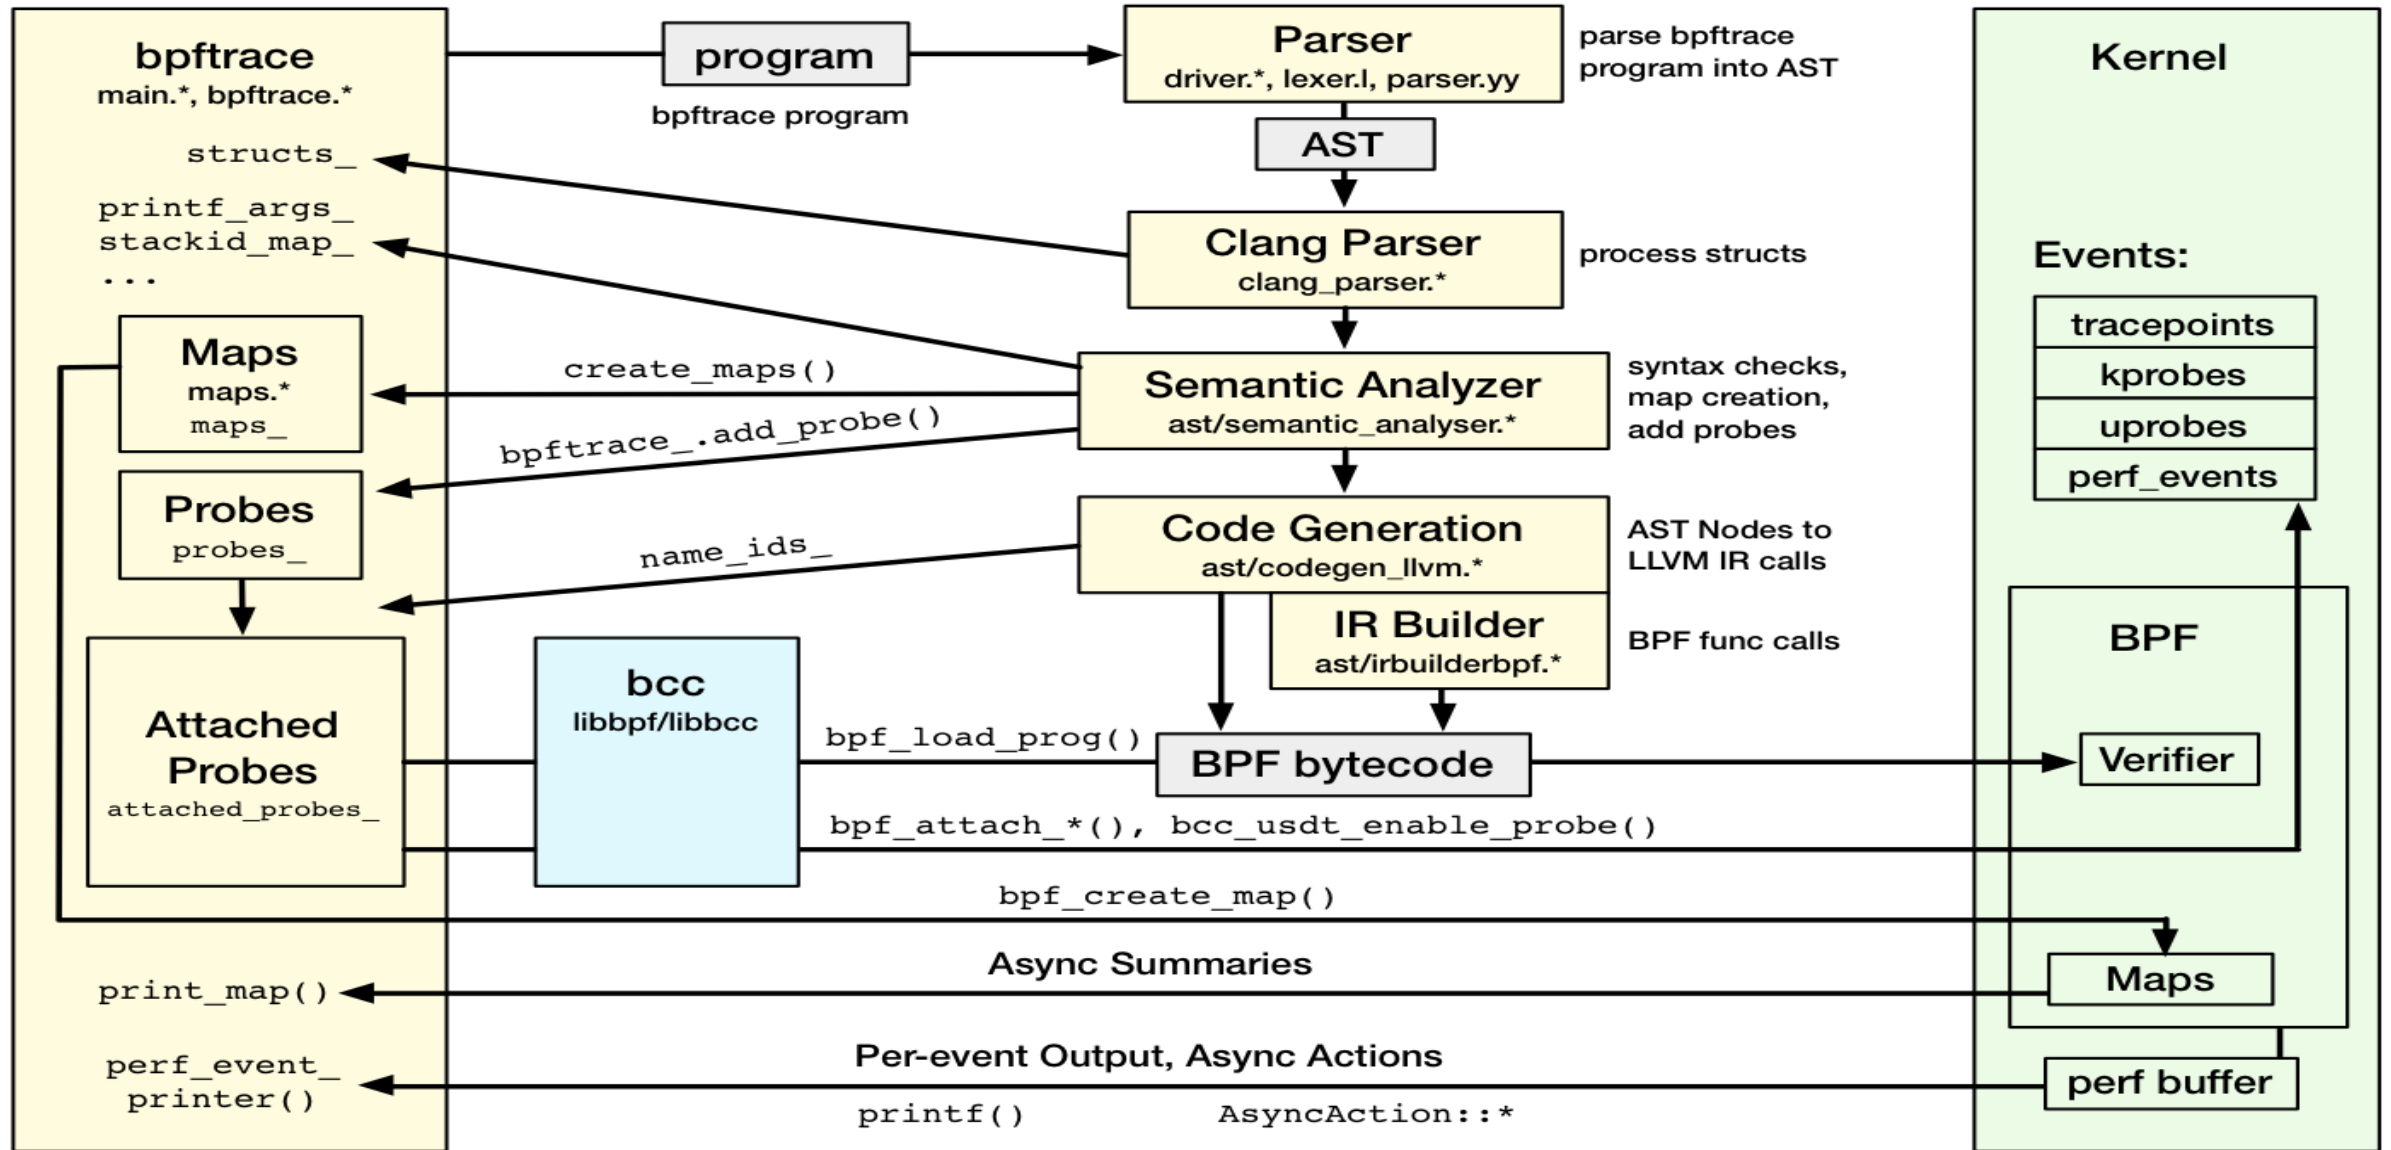 bpftrace
main.*, bpftrace.*
structs_
printf_args_
stackid_map_
...
Maps
maps.*
maps_
Probes
probes_
Attached
Probes
attached_probes_
print_map()
perf_event_
printer()
program
bpftrace program
Parser
driver.*, lexer.l, parser.yy
parse bpftrace
program into AST
AST
Clang Parser
clang_parser.*
process structs
create_maps()
Semantic Analyzer
ast/semantic_analyser.*
syntax checks,
map creation,
add probes
bpftrace_.add_probe()
name_ids_
Code Generation
ast/codegen_llvm.*
AST Nodes to
LLVM IR calls
IR Builder
ast/irbuilderbpf.*
BPF func calls
bcc
libbpf/libbcc
bpf_load_prog()
BPF bytecode
bpf_attach_*(), bcc_usdt_enable_probe()
bpf_create_map()
Async Summaries
Per-event Output, Async Actions
printf() AsyncAction::*
Kernel
Events:
tracepoints
kprobes
uprobes
perf_events
BPF
Verifier
Maps
perf buffer